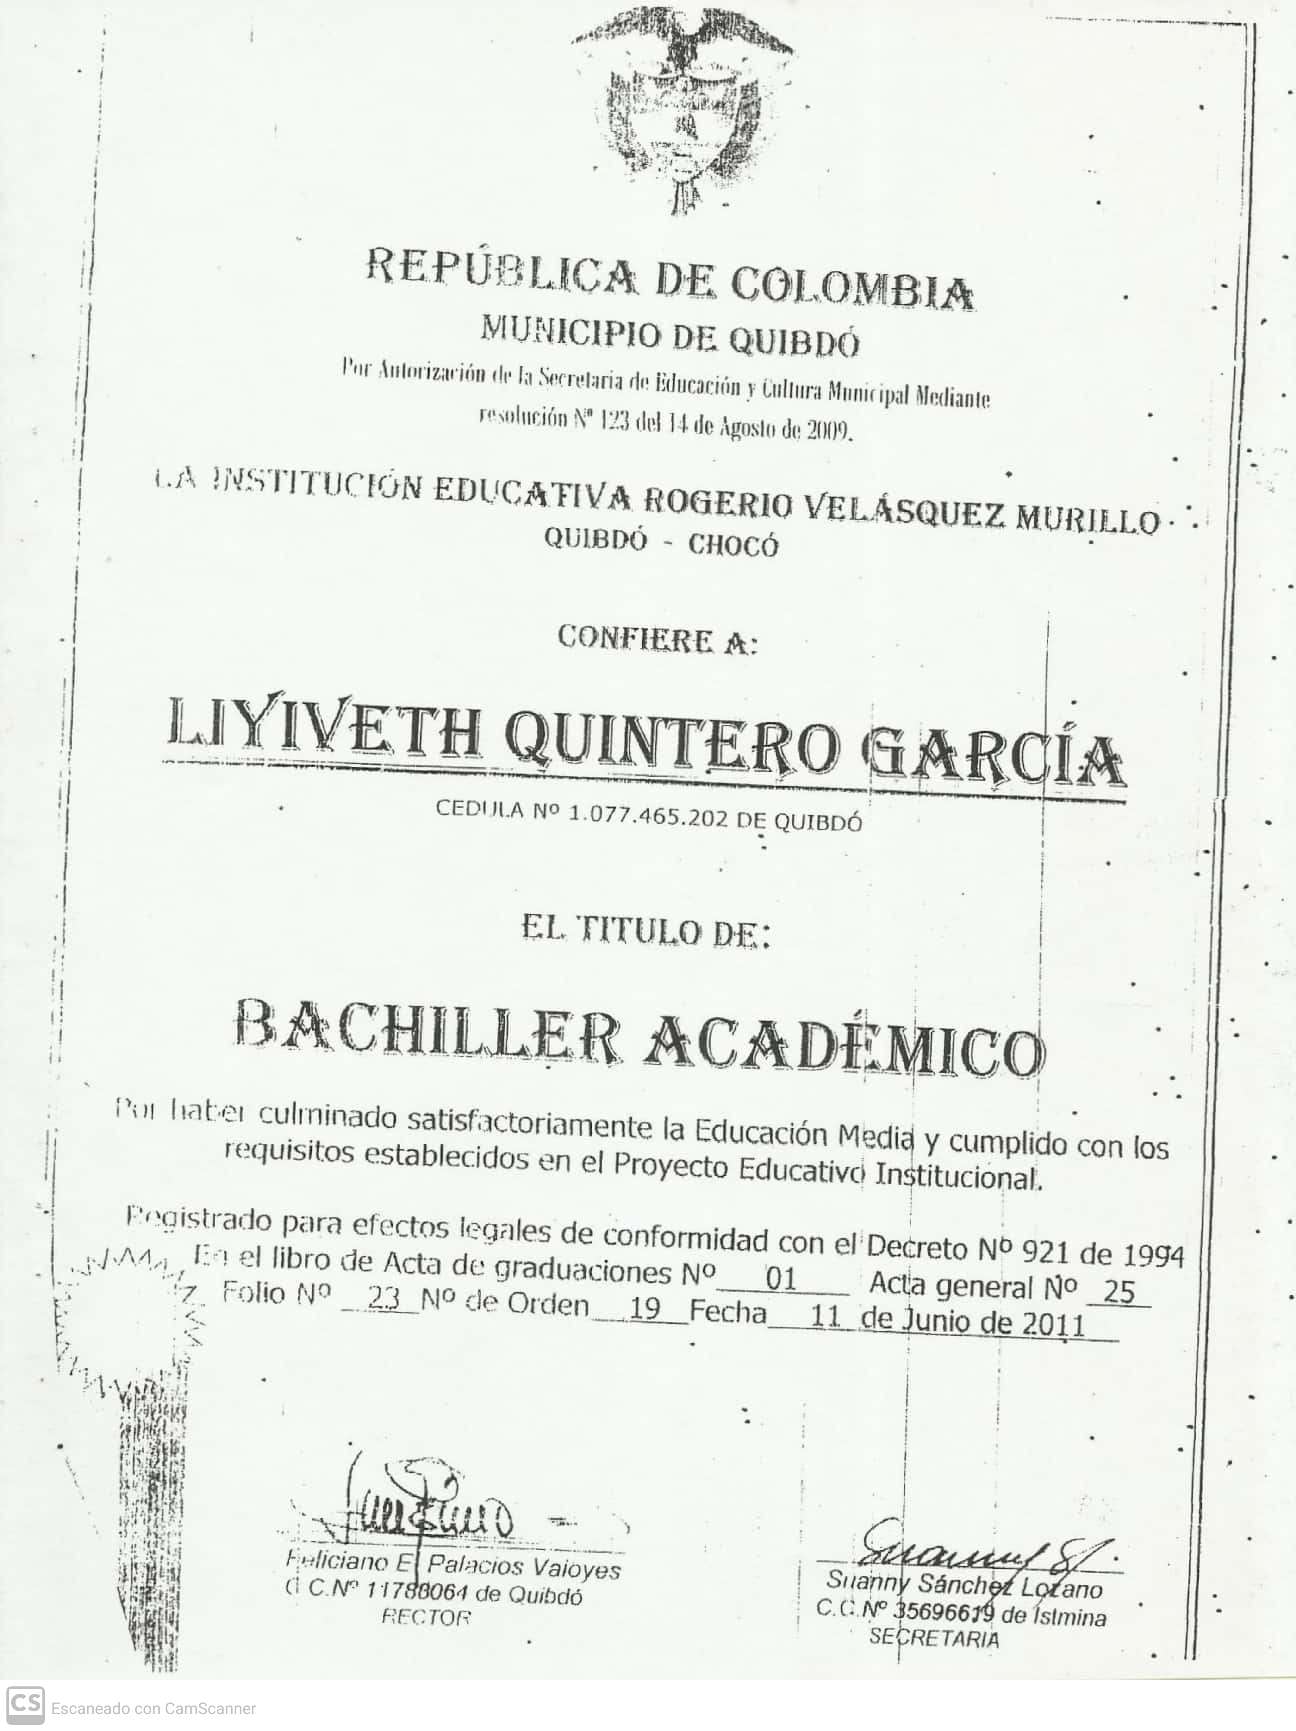 REPÚBLICA DE COLOMBIA
MUNICIPIO DE QUIBDÓ
Por Autorización de la Secretaria de Educación y Cultura Municipal Mediante
resolución Nº 123 del 14 de Agosto de 2009.
LA INSTITUCIÓN EDUCATIVA ROGERIO VELÁSQUEZ MURILLO
QUIBDÓ - CHOCÓ
CONFIERE A:
LIYIVETH QUINTERO GARCÍA
CEDULA Nº 1.077.465.202 DE QUIBDÓ
EL TITULO DE:
BACHILLER ACADÉMICO
Por haber culminado satisfactoriamente la Educación Media y cumplido con los
requisitos establecidos en el Proyecto Educativo Institucional.
Registrado para efectos legales de conformidad con el Decreto Nº 921 de 1994
En el libro de Acta de graduaciones Nº 01 Acta general Nº 25
Folio Nº 23 Nº de Orden 19 Fecha 11 de Junio de 2011
Feliciano E Palacios Valoyes
C.C.Nº 11788064 de Quibdó
RECTOR
Suanny Sánchez Lozano
C.C.Nº 35696619 de Istmina
SECRETARIA
CS Escaneado con CamScanner